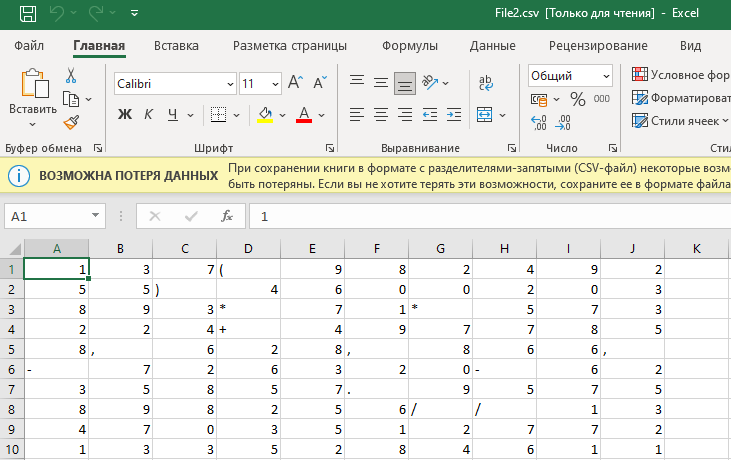 File2.csv [Только для чтения] - Excel
Файл Главная Вставка Разметка страницы Формулы Данные Рецензирование Вид
Вставить
Calibri 11 A A
Ж К Ч А
ab
c
Общий
% 000
Условное фор
Форматироват
Стили ячеек
Буфер обмена Шрифт Выравнивание Число Сти
ВОЗМОЖНА ПОТЕРЯ ДАННЫХ При сохранении книги в формате с разделителями-запятыми (CSV-файл) некоторые возм
быть потеряны. Если вы не хотите терять эти возможности, сохраните ее в формате файла
A1 fx 1
A B C D E F G H I J K
1 1 3 7 ( 9 8 2 4 9 2
2 5 5 ) 4 6 0 0 2 0 3
3 8 9 3 * 7 1 * 5 7 3
4 2 2 4 + 4 9 7 7 8 5
5 8 , 6 2 8 , 8 6 6 ,
6 - 7 2 6 3 2 0 - 6 2
7 3 5 8 5 7 . 9 5 7 5
8 8 9 8 2 5 6 / / 1 3
9 4 7 0 3 5 1 2 7 7 2
10 1 3 3 5 2 8 4 6 1 1